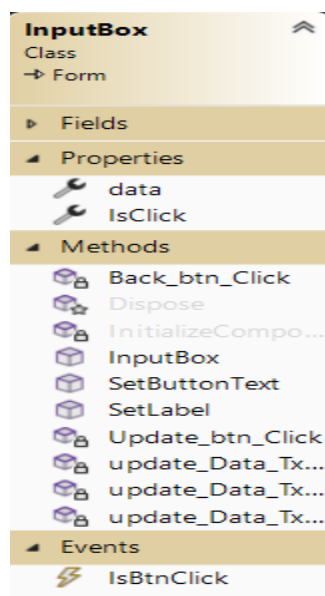 InputBox
Class
Form
Fields
Properties
data
IsClick
Methods
Back_btn_Click
Dispose
InitializeCompo...
InputBox
SetButtonText
SetLabel
Update_btn_Click
update_Data_Tx...
update_Data_Tx...
update_Data_Tx...
Events
IsBtnClick